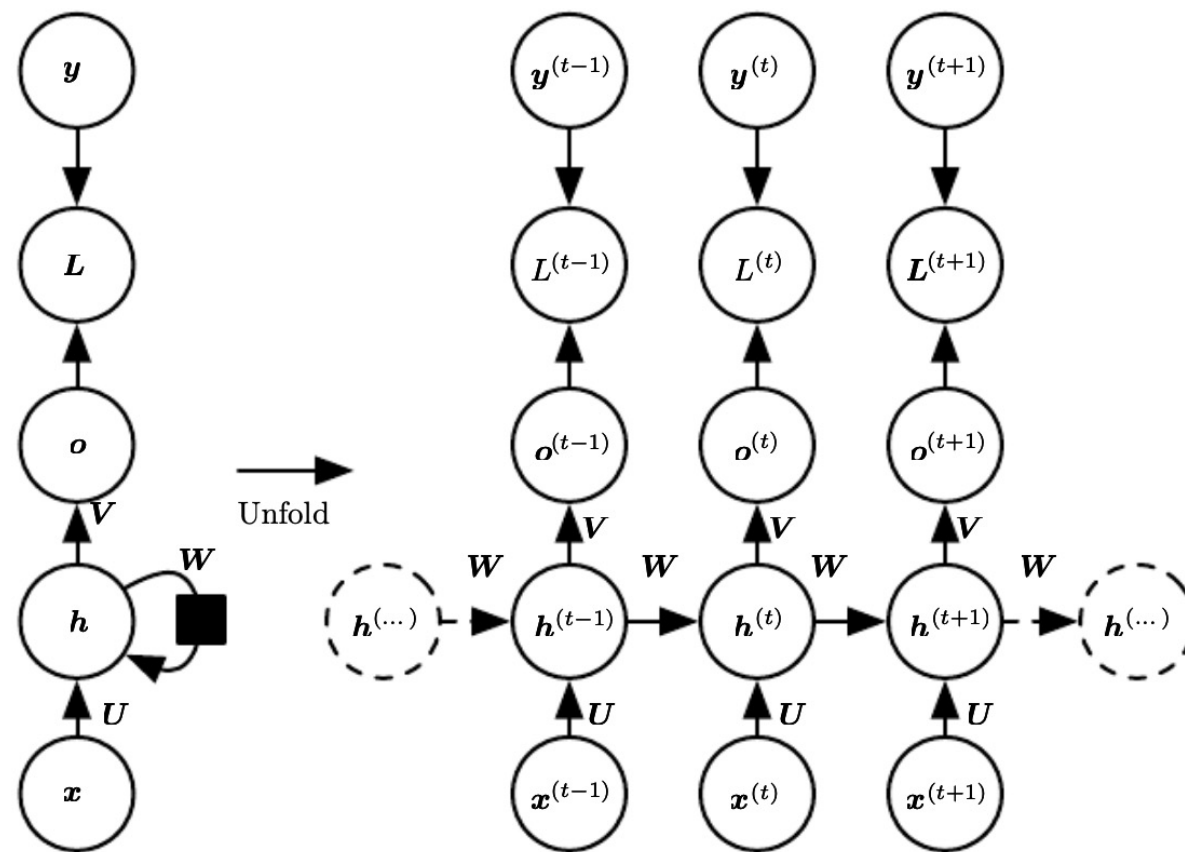 y y^(t−1) y^(t) y^(t+1)
L L^(t−1) L^(t) L^(t+1)
o o^(t−1) o^(t) o^(t+1)
Unfold
V V V V
W W W W W
h h^(...) h^(t−1) h^(t) h^(t+1) h^(...)
U U U U
x x^(t−1) x^(t) x^(t+1)